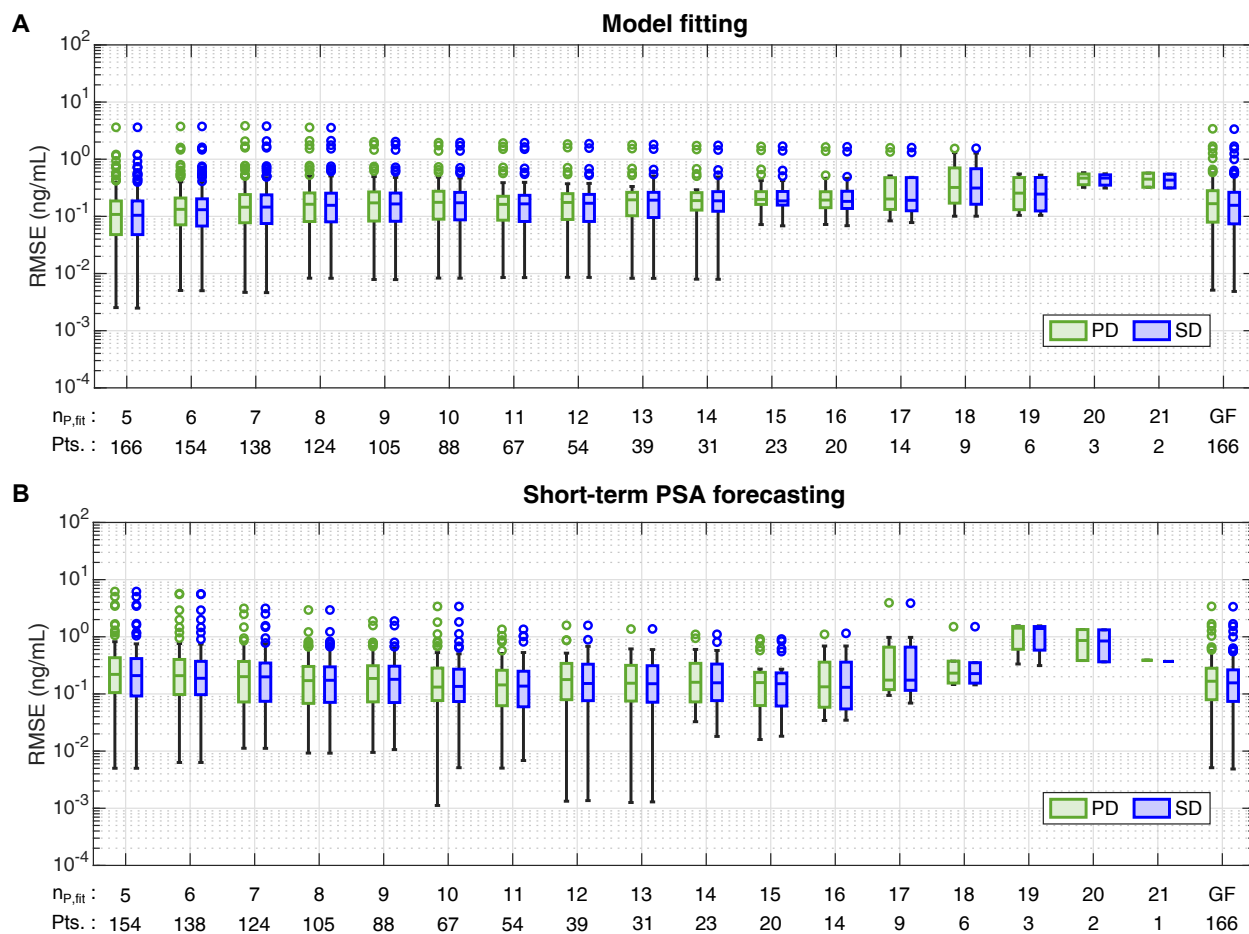 A
Model fitting
10^2
10^1
10^0
10^-1
10^-2
10^-3
10^-4
RMSE (ng/mL)
PD SD
n_P,fit : 5 6 7 8 9 10 11 12 13 14 15 16 17 18 19 20 21 GF
Pts. : 166 154 138 124 105 88 67 54 39 31 23 20 14 9 6 3 2 166
B
Short-term PSA forecasting
10^2
10^1
10^0
10^-1
10^-2
10^-3
10^-4
RMSE (ng/mL)
PD SD
n_P,fit : 5 6 7 8 9 10 11 12 13 14 15 16 17 18 19 20 21 GF
Pts. : 154 138 124 105 88 67 54 39 31 23 20 14 9 6 3 2 1 166